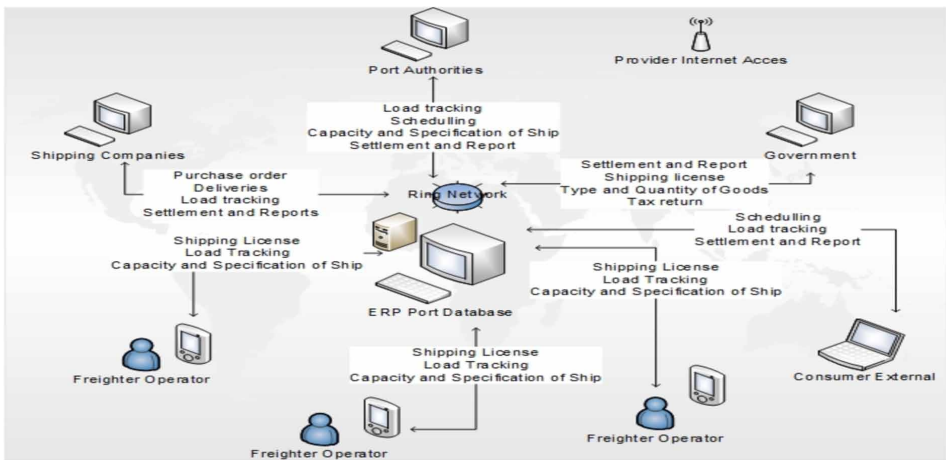 Port Authorities
Provider Internet Acces
Load tracking
Schedulling
Capacity and Specification of Ship
Settlement and Report
Shipping Companies
Government
Purchase order
Deliveries
Load tracking
Settlement and Reports
Ring Network
Settlement and Report
Shipping license
Type and Quantity of Goods
Tax return
Schedulling
Load tracking
Settlement and Report
Shipping License
Load Tracking
Capacity and Specification of Ship
Shipping License
Load Tracking
Capacity and Specification of Ship
ERP Port Database
Shipping License
Load Tracking
Capacity and Specification of Ship
Freighter Operator
Consumer External
Freighter Operator
Freighter Operator